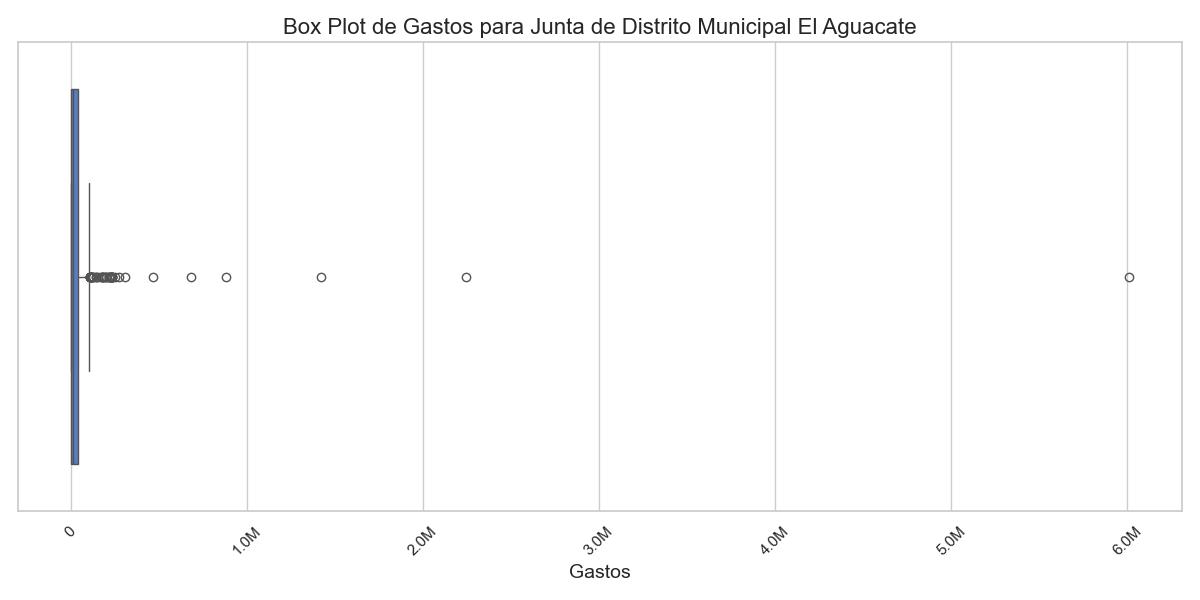 Box Plot de Gastos para Junta de Distrito Municipal El Aguacate
0
1.0M
2.0M
3.0M
4.0M
5.0M
6.0M
Gastos